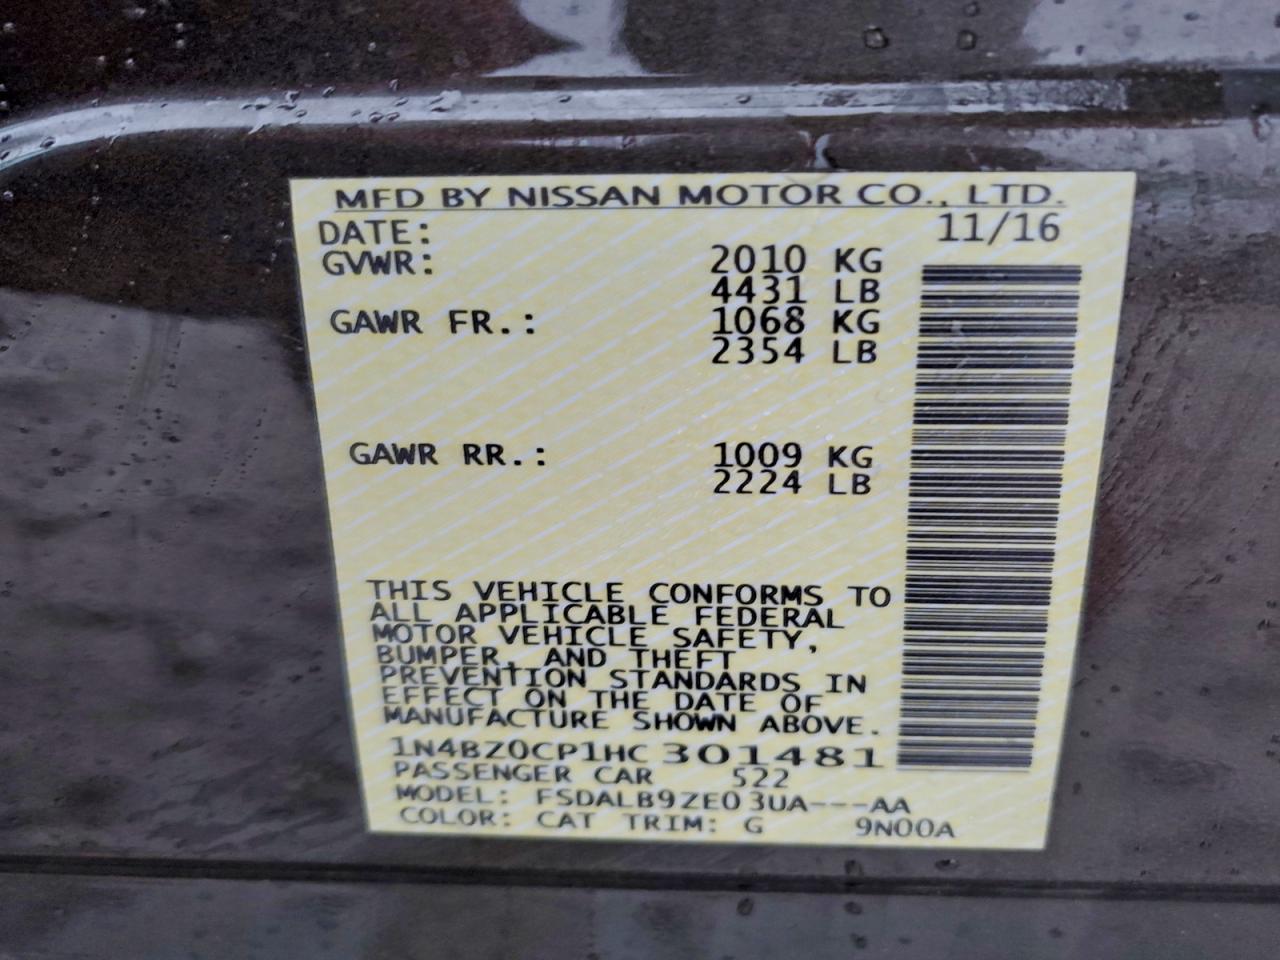 MFD BY NISSAN MOTOR CO., LTD.
DATE: 11/16
GVWR: 2010 KG
4431 LB
GAWR FR.: 1068 KG
2354 LB
GAWR RR.: 1009 KG
2224 LB
THIS VEHICLE CONFORMS TO
ALL APPLICABLE FEDERAL
MOTOR VEHICLE SAFETY,
BUMPER, AND THEFT
PREVENTION STANDARDS IN
EFFECT ON THE DATE OF
MANUFACTURE SHOWN ABOVE.
1N4BZ0CP1HC301481
PASSENGER CAR 522
MODEL: FSDALB9ZE03UA---AA
COLOR: CAT TRIM: G 9N00A